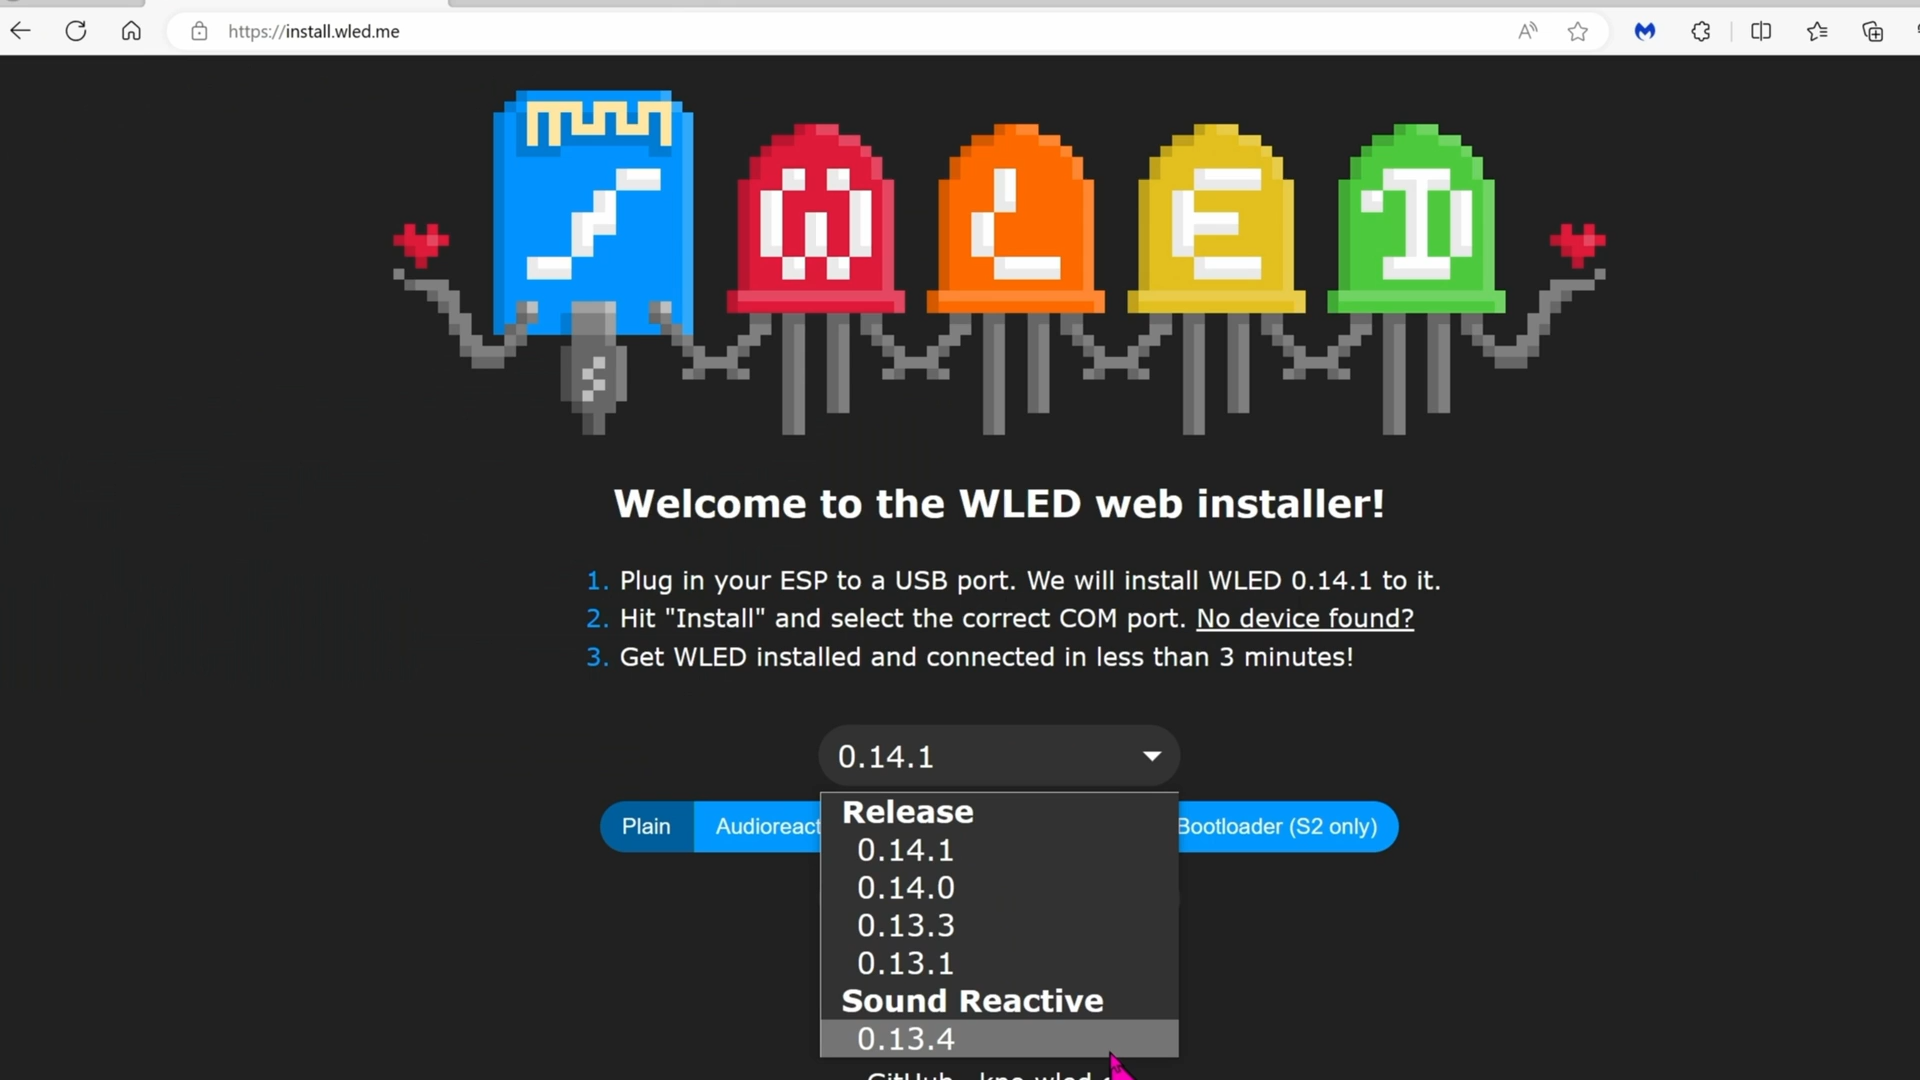 https://install.wled.me
WLED
Welcome to the WLED web installer!
1. Plug in your ESP to a USB port. We will install WLED 0.14.1 to it.
2. Hit "Install" and select the correct COM port. No device found?
3. Get WLED installed and connected in less than 3 minutes!
0.14.1
Plain
Bootloader (S2 only)
Release
0.14.1
0.14.0
0.13.3
0.13.1
Sound Reactive
0.13.4